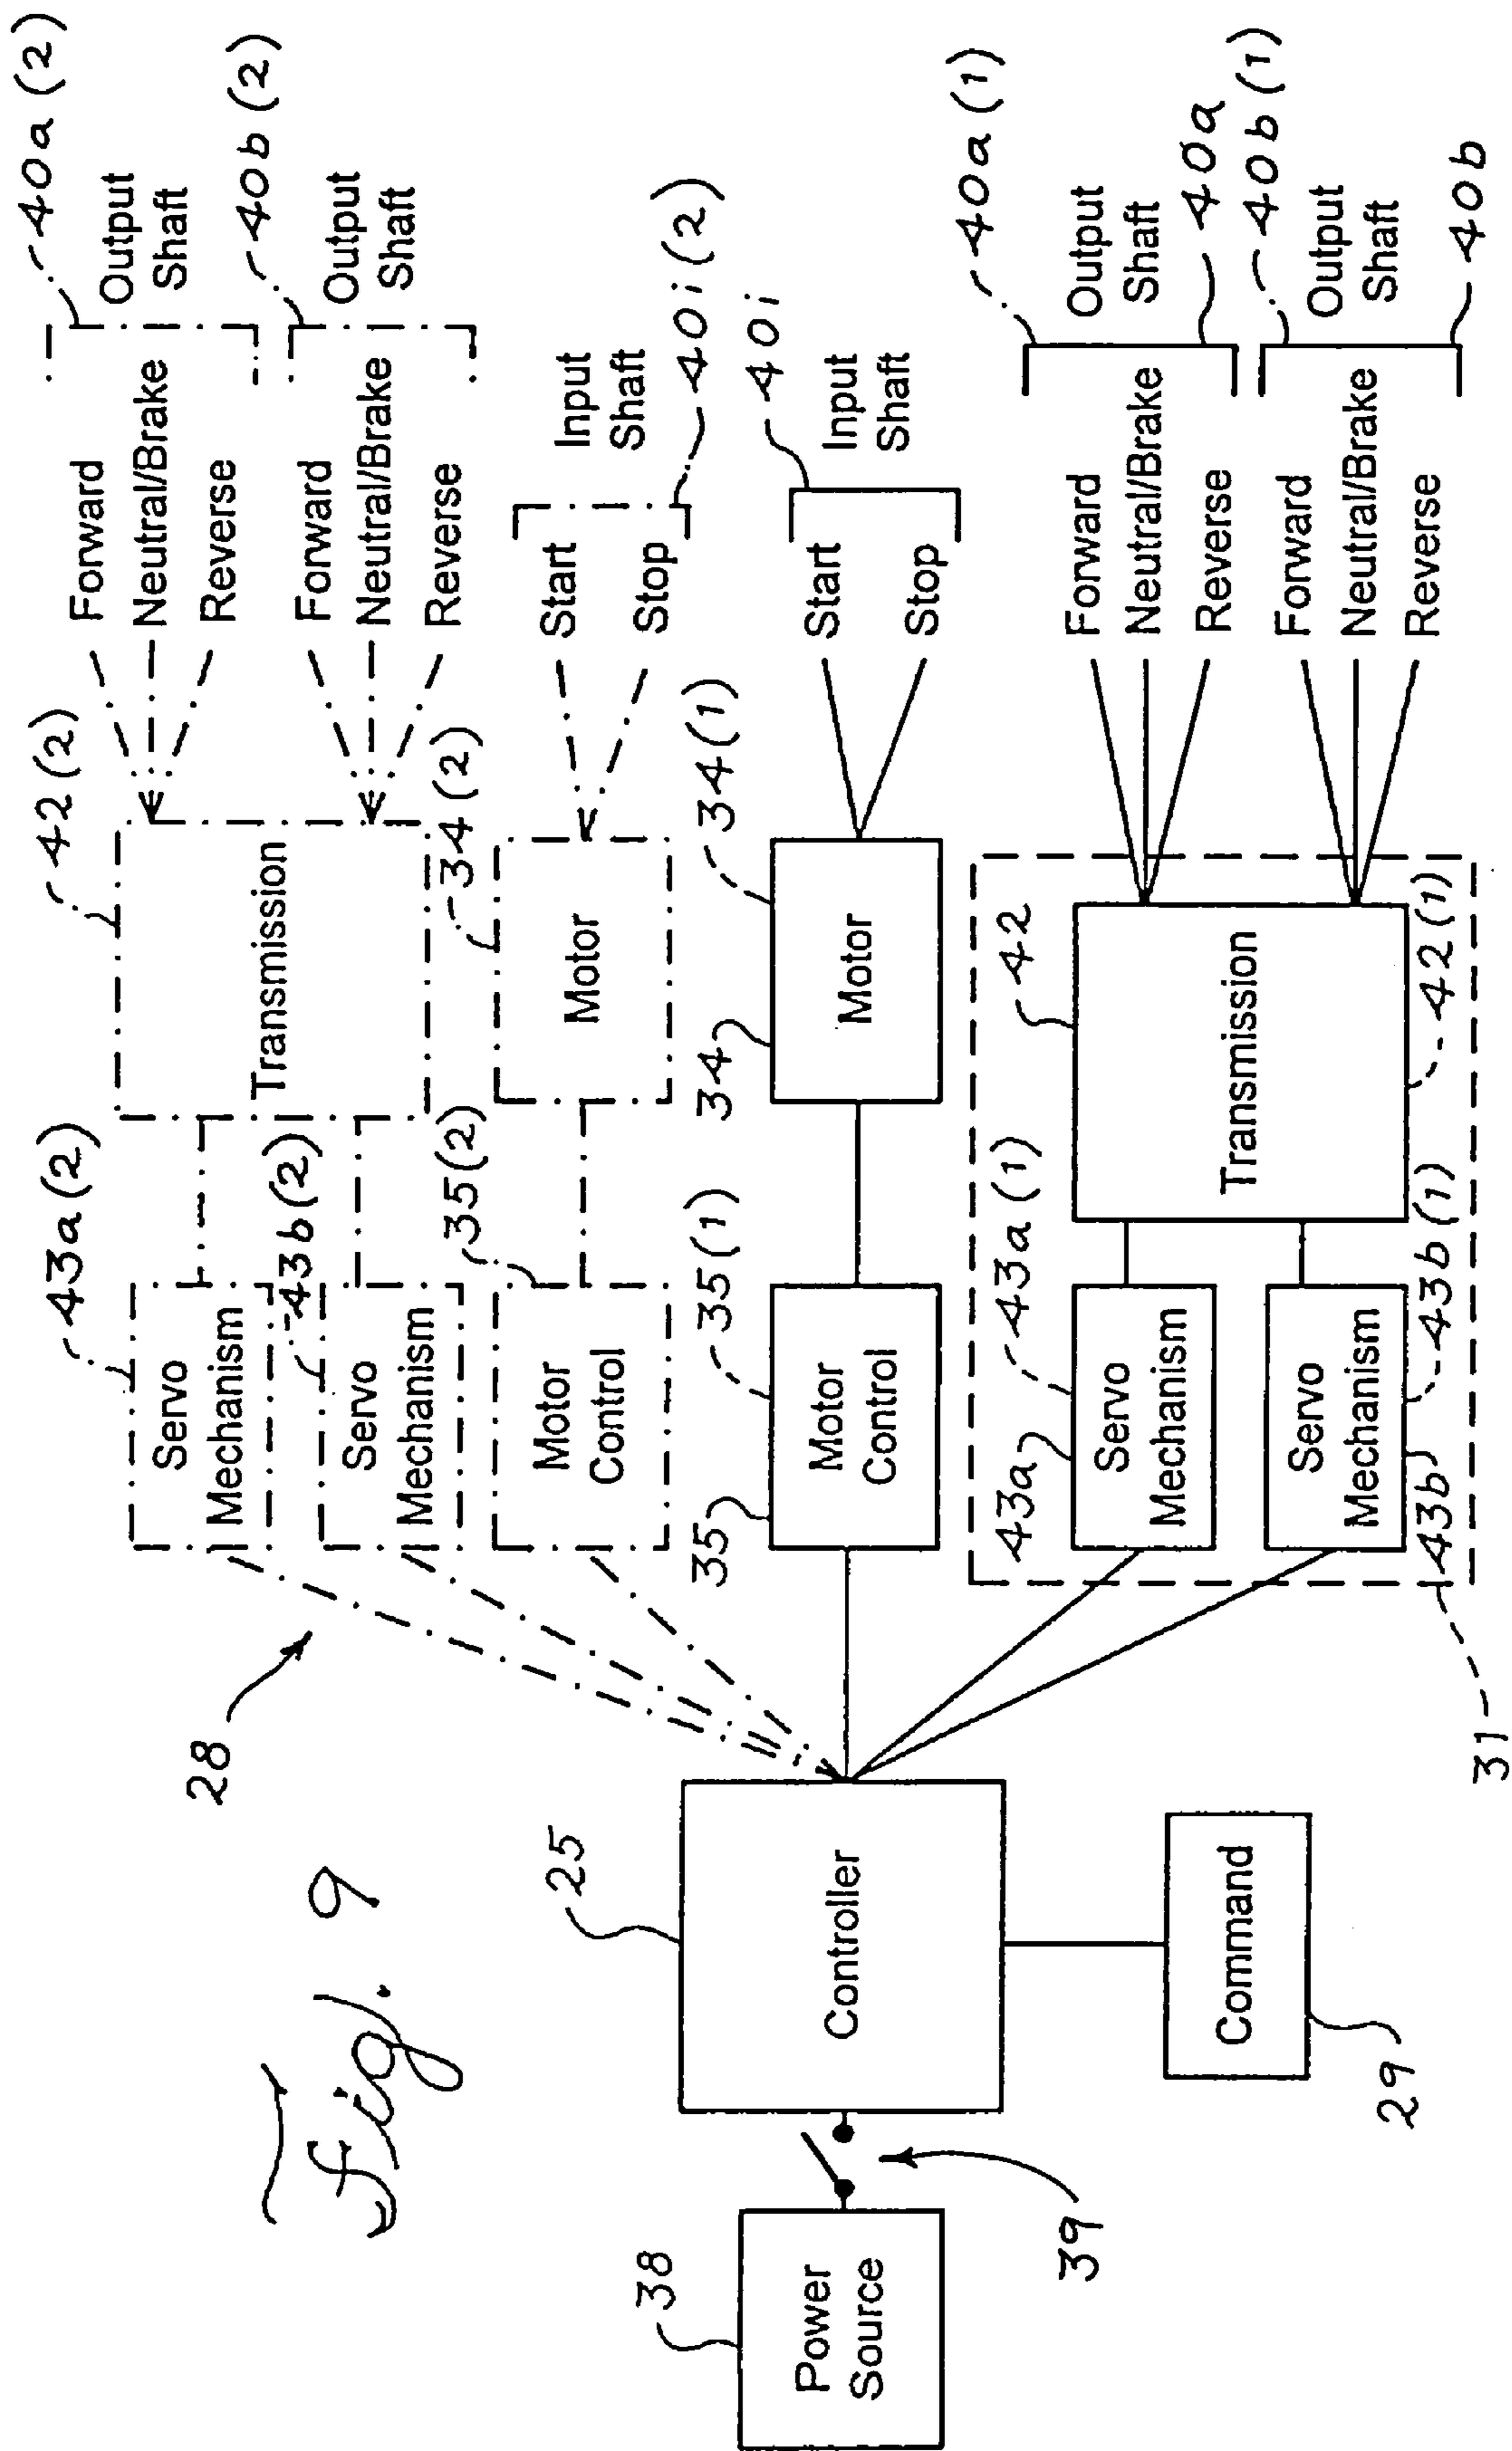 Fig. 9
28
43a(2)
Servo
Mechanism
43b(2)
Servo
Mechanism
35(2)
Motor
Control
42(2)
Transmission
34(2)
Motor
Forward
Neutral/Brake
Reverse
40a(2)
Output
Shaft
Forward
Neutral/Brake
Reverse
40b(2)
Output
Shaft
Start
Stop
Input
Shaft
40i(2)
38
Power
Source
39
25
Controller
Command
29
35
35(1)
Motor
Control
34
34(1)
Motor
Start
Stop
40i
Input
Shaft
31
43a
43a(1)
Servo
Mechanism
43b
43b(1)
Servo
Mechanism
42
Transmission
42(1)
Forward
Neutral/Brake
Reverse
40a(1)
Output
Shaft
40a
Forward
Neutral/Brake
Reverse
40b(1)
Output
Shaft
40b